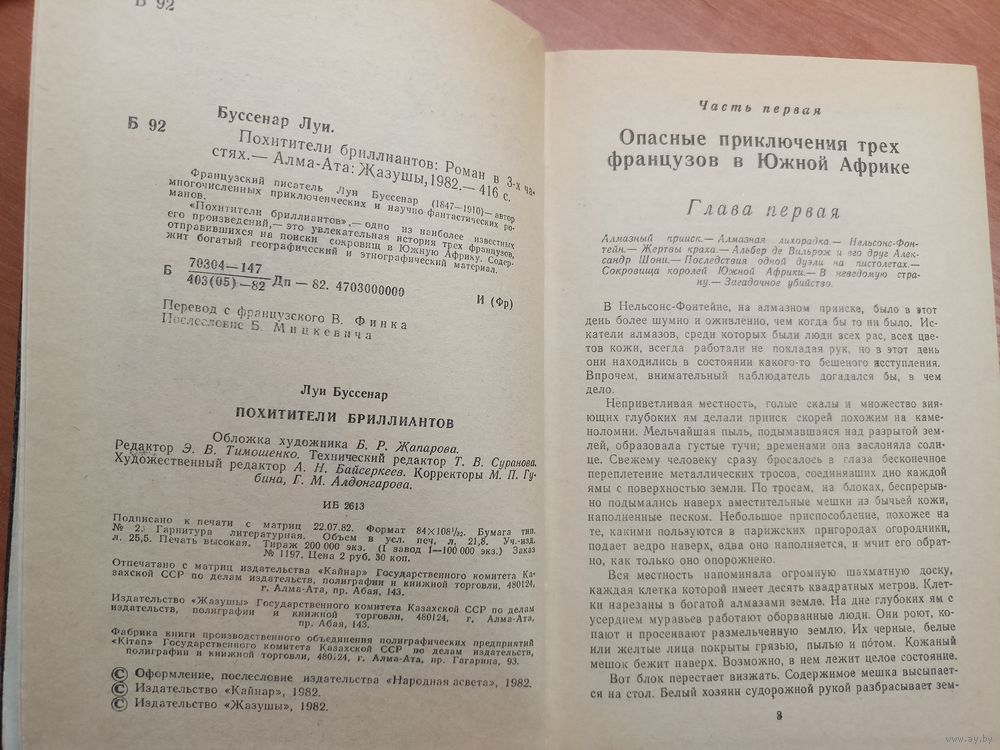 Б 92
Буссенар Луи.
Б 92
Похитители бриллиантов: Роман в 3-х ча-
стях.— Алма-Ата: Жазушы, 1982.— 416 с.
Французский писатель Луи Буссенар (1847—1910)— автор
многочисленных приключенческих и научно-фантастических ро-
манов.
«Похитители бриллиантов».— одно из наиболее известных
его произведений,— это увлекательная история трех французов,
отправившихся на поиски сокровищ в Южную Африку. Содер-
жит богатый географический и этнографический материал.
Б 70304—147
403(05)—82 Дп — 82. 4703000000
И (Фр)
Перевод с французского В. Финка
Послесловие Б. Мицкевича
Луи Буссенар
ПОХИТИТЕЛИ БРИЛЛИАНТОВ
Обложка художника Б. Р. Жапарова.
Редактор Э. В. Тимошенко. Технический редактор Т. В. Суранова.
Художественный редактор А. Н. Байсеркеев. Корректоры М. П. Гу-
бина, Г. М. Алдонгарова.
ИБ 2613
Подписано к печати с матриц 22.07.82. Формат 84×108¹/₃₂. Бумага тип.
№ 2. Гарнитура литературная. Объем в усл. печ. л. 21,8. Уч.-изд.
л. 25,5. Печать высокая. Тираж 200 000 экз. (I завод 1—100 000 экз.) Заказ
№ 1197. Цена 2 руб. 30 коп.
Отпечатано с матриц издательства «Кайнар» Государственного комитета Ка-
захской ССР по делам издательств, полиграфии и книжной торговли, 480124,
г. Алма-Ата, пр. Абая, 143.
Издательство «Жазушы» Государственного комитета Казахской ССР по делам
издательств, полиграфии и книжной торговли, 480124, г. Алма-Ата,
пр. Абая, 143.
Фабрика книги производственного объединения полиграфических предприятий
«Кітап» Государственного комитета Казахской ССР по делам издательств,
полиграфии и книжной торговли, 480124, г. Алма-Ата, пр. Гагарина, 93.
© Оформление, послесловие издательства «Народная асвета», 1982.
© Издательство «Кайнар», 1982.
© Издательство «Жазушы», 1982.
Часть первая
Опасные приключения трех
французов в Южной Африке
Глава первая
Алмазный прииск.— Алмазная лихорадка.— Нельсонс-Фон-
тейн.— Жертвы краха.— Альбер де Вильрож и его друг Алек-
сандр Шони.— Последствия одной дуэли на пистолетах.—
Сокровища королей Южной Африки.— В неведомую стра-
ну.— Загадочное убийство.
В Нельсонс-Фонтейне, на алмазном прииске, было в этот
день более шумно и оживленно, чем когда бы то ни было. Ис-
катели алмазов, среди которых были люди всех рас, всех цве-
тов кожи, всегда работали не покладая рук, но в этот день
они находились в состоянии какого-то бешеного исступления.
Впрочем, внимательный наблюдатель догадался бы, в чем
дело.
Неприветливая местность, голые скалы и множество зия-
ющих глубоких ям делали прииск скорей похожим на каме-
ноломни. Мельчайшая пыль, подымавшаяся над разрытой зем-
лей, образовала густые тучи; временами она заслоняла солн-
це. Свежему человеку сразу бросалось в глаза бесконечное
переплетение металлических тросов, соединявших дно каждой
ямы с поверхностью земли. По тросам, на блоках, беспрерыв-
но подымались наверх вместительные мешки из бычьей кожи,
наполненные песком. Небольшое приспособление, похожее на
те, какими пользуются в парижских пригородах огородники,
подает ведро наверх, едва оно наполняется, и мчит его обрат-
но, как только оно опорожнено.
Вся местность напоминала огромную шахматную доску,
каждая клетка которой имеет десять квадратных метров. Клет-
ки нарезаны в богатой алмазами земле. На дне глубоких ям с
усердием муравьев работают оборванные люди. Они роют, ко-
пают и просеивают размельченную землю. Их черные, белые
или желтые лица покрыты грязью, пылью и потом. Кожаный
мешок бежит наверх. Возможно, в нем лежит целое состояние.
Вот блок перестает визжать. Содержимое мешка высыпает-
ся на стол. Белый хозяин судорожной рукой разбрасывает зем-
3
www.ay.by